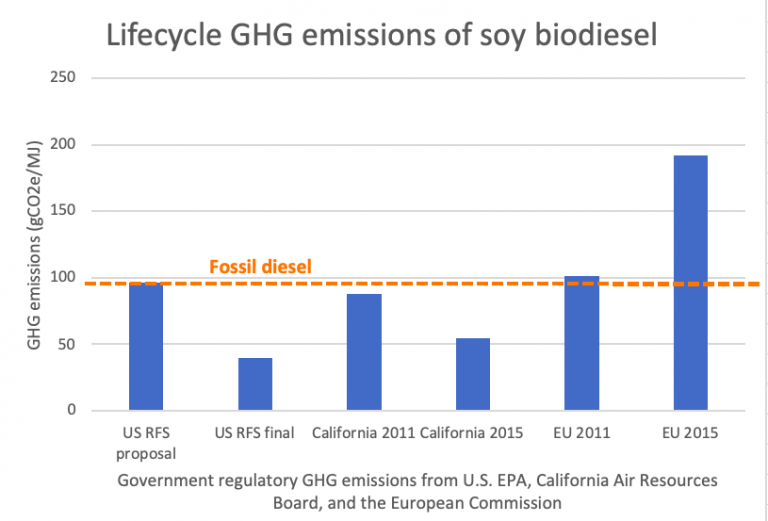 Lifecycle GHG emissions of soy biodiesel
GHG emissions (gCO2e/MJ)
250
200
150
100
50
0
Fossil diesel
US RFS
proposal
US RFS final
California 2011
California 2015
EU 2011
EU 2015
Government regulatory GHG emissions from U.S. EPA, California Air Resources
Board, and the European Commission